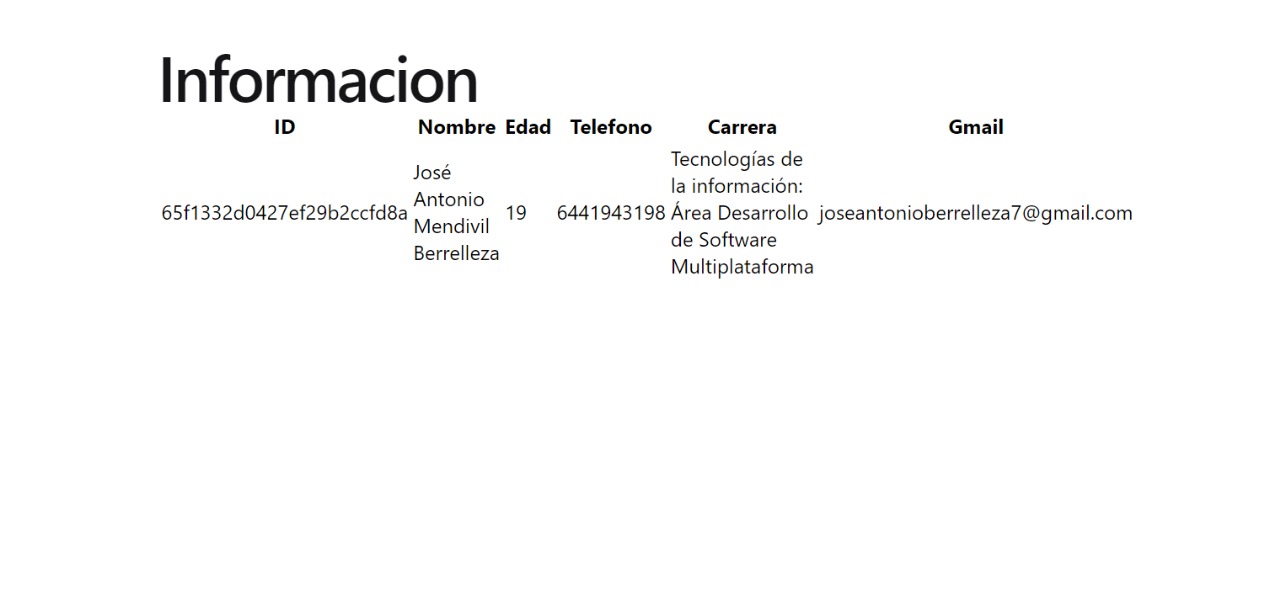 Informacion
ID Nombre Edad Telefono Carrera Gmail
65f1332d0427ef29b2ccfd8a
José
Antonio
Mendivil
Berrelleza
19
6441943198
Tecnologías de
la información:
Área Desarrollo
de Software
Multiplataforma
joseantonioberrelleza7@gmail.com